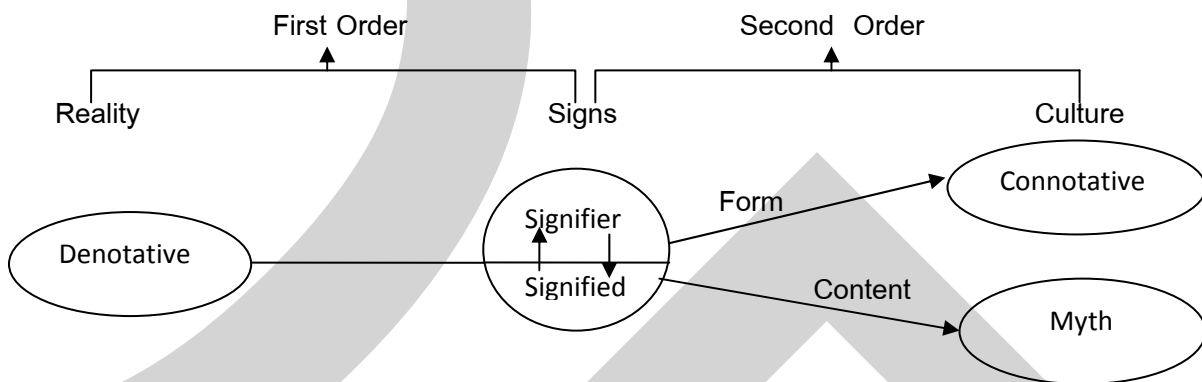 First Order Second Order
Reality Signs Culture
Connotative
Form
Signifier
Denotative
Signified
Content
Myth